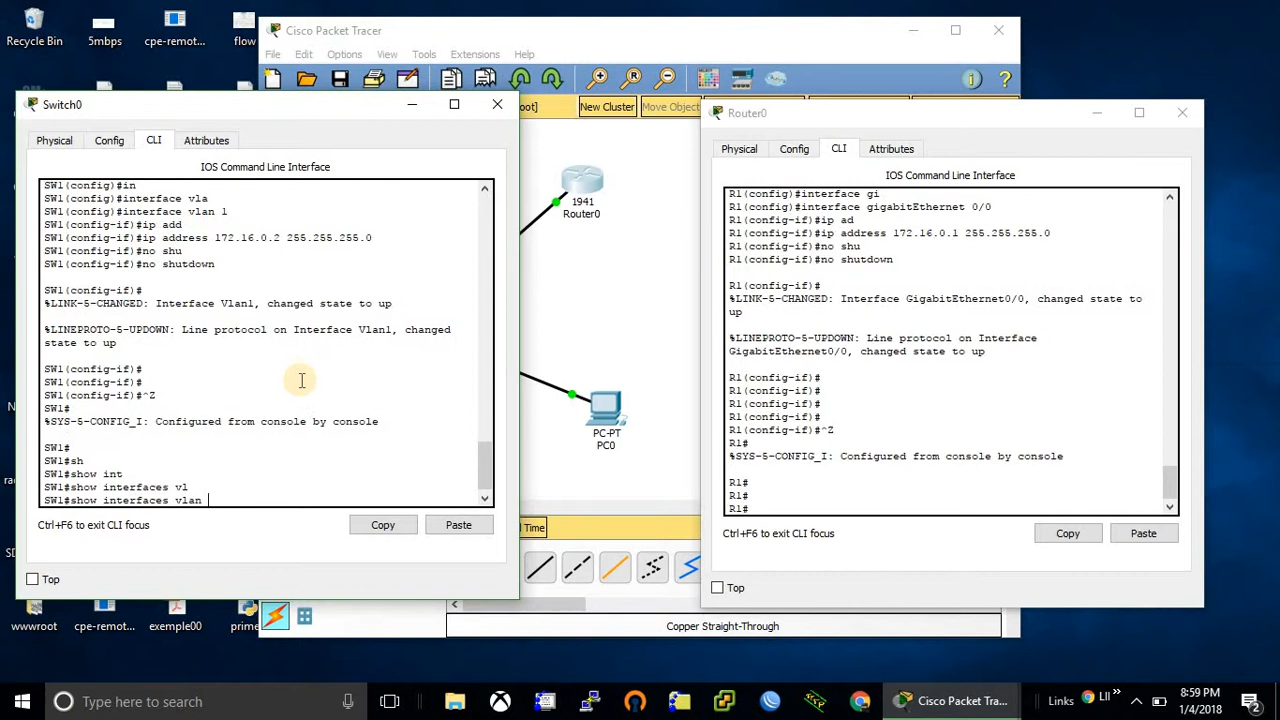 Recycle Bin
5mbps
cpe-remot...
flow
Cisco Packet Tracer
File Edit Options View Tools Extensions Help
oot]
New Cluster
Move Object
Switch0
Physical Config CLI Attributes
IOS Command Line Interface
SW1(config)#in
SW1(config)#interface vla
SW1(config)#interface vlan 1
SW1(config-if)#ip add
SW1(config-if)#ip address 172.16.0.2 255.255.255.0
SW1(config-if)#no shu
SW1(config-if)#no shutdown
SW1(config-if)#
%LINK-5-CHANGED: Interface Vlan1, changed state to up
%LINEPROTO-5-UPDOWN: Line protocol on Interface Vlan1, changed
state to up
SW1(config-if)#
SW1(config-if)#
SW1(config-if)#^Z
SW1#
%SYS-5-CONFIG_I: Configured from console by console
SW1#
SW1#sh
SW1#show int
SW1#show interfaces vl
SW1#show interfaces vlan
Ctrl+F6 to exit CLI focus
Copy
Paste
Top
1941
Router0
PC-PT
PC0
Router0
Physical Config CLI Attributes
IOS Command Line Interface
R1(config)#interface gi
R1(config)#interface gigabitEthernet 0/0
R1(config-if)#ip ad
R1(config-if)#ip address 172.16.0.1 255.255.255.0
R1(config-if)#no shu
R1(config-if)#no shutdown
R1(config-if)#
%LINK-5-CHANGED: Interface GigabitEthernet0/0, changed state to
up
%LINEPROTO-5-UPDOWN: Line protocol on Interface
GigabitEthernet0/0, changed state to up
R1(config-if)#
R1(config-if)#
R1(config-if)#
R1(config-if)#
R1(config-if)#^Z
R1#
%SYS-5-CONFIG_I: Configured from console by console
R1#
R1#
R1#
Ctrl+F6 to exit CLI focus
Copy
Paste
Top
Time
Copper Straight-Through
wwwroot
cpe-remot...
exemple00
prime
Type here to search
Cisco Packet Tra...
Links
LII
8:59 PM
1/4/2018
2